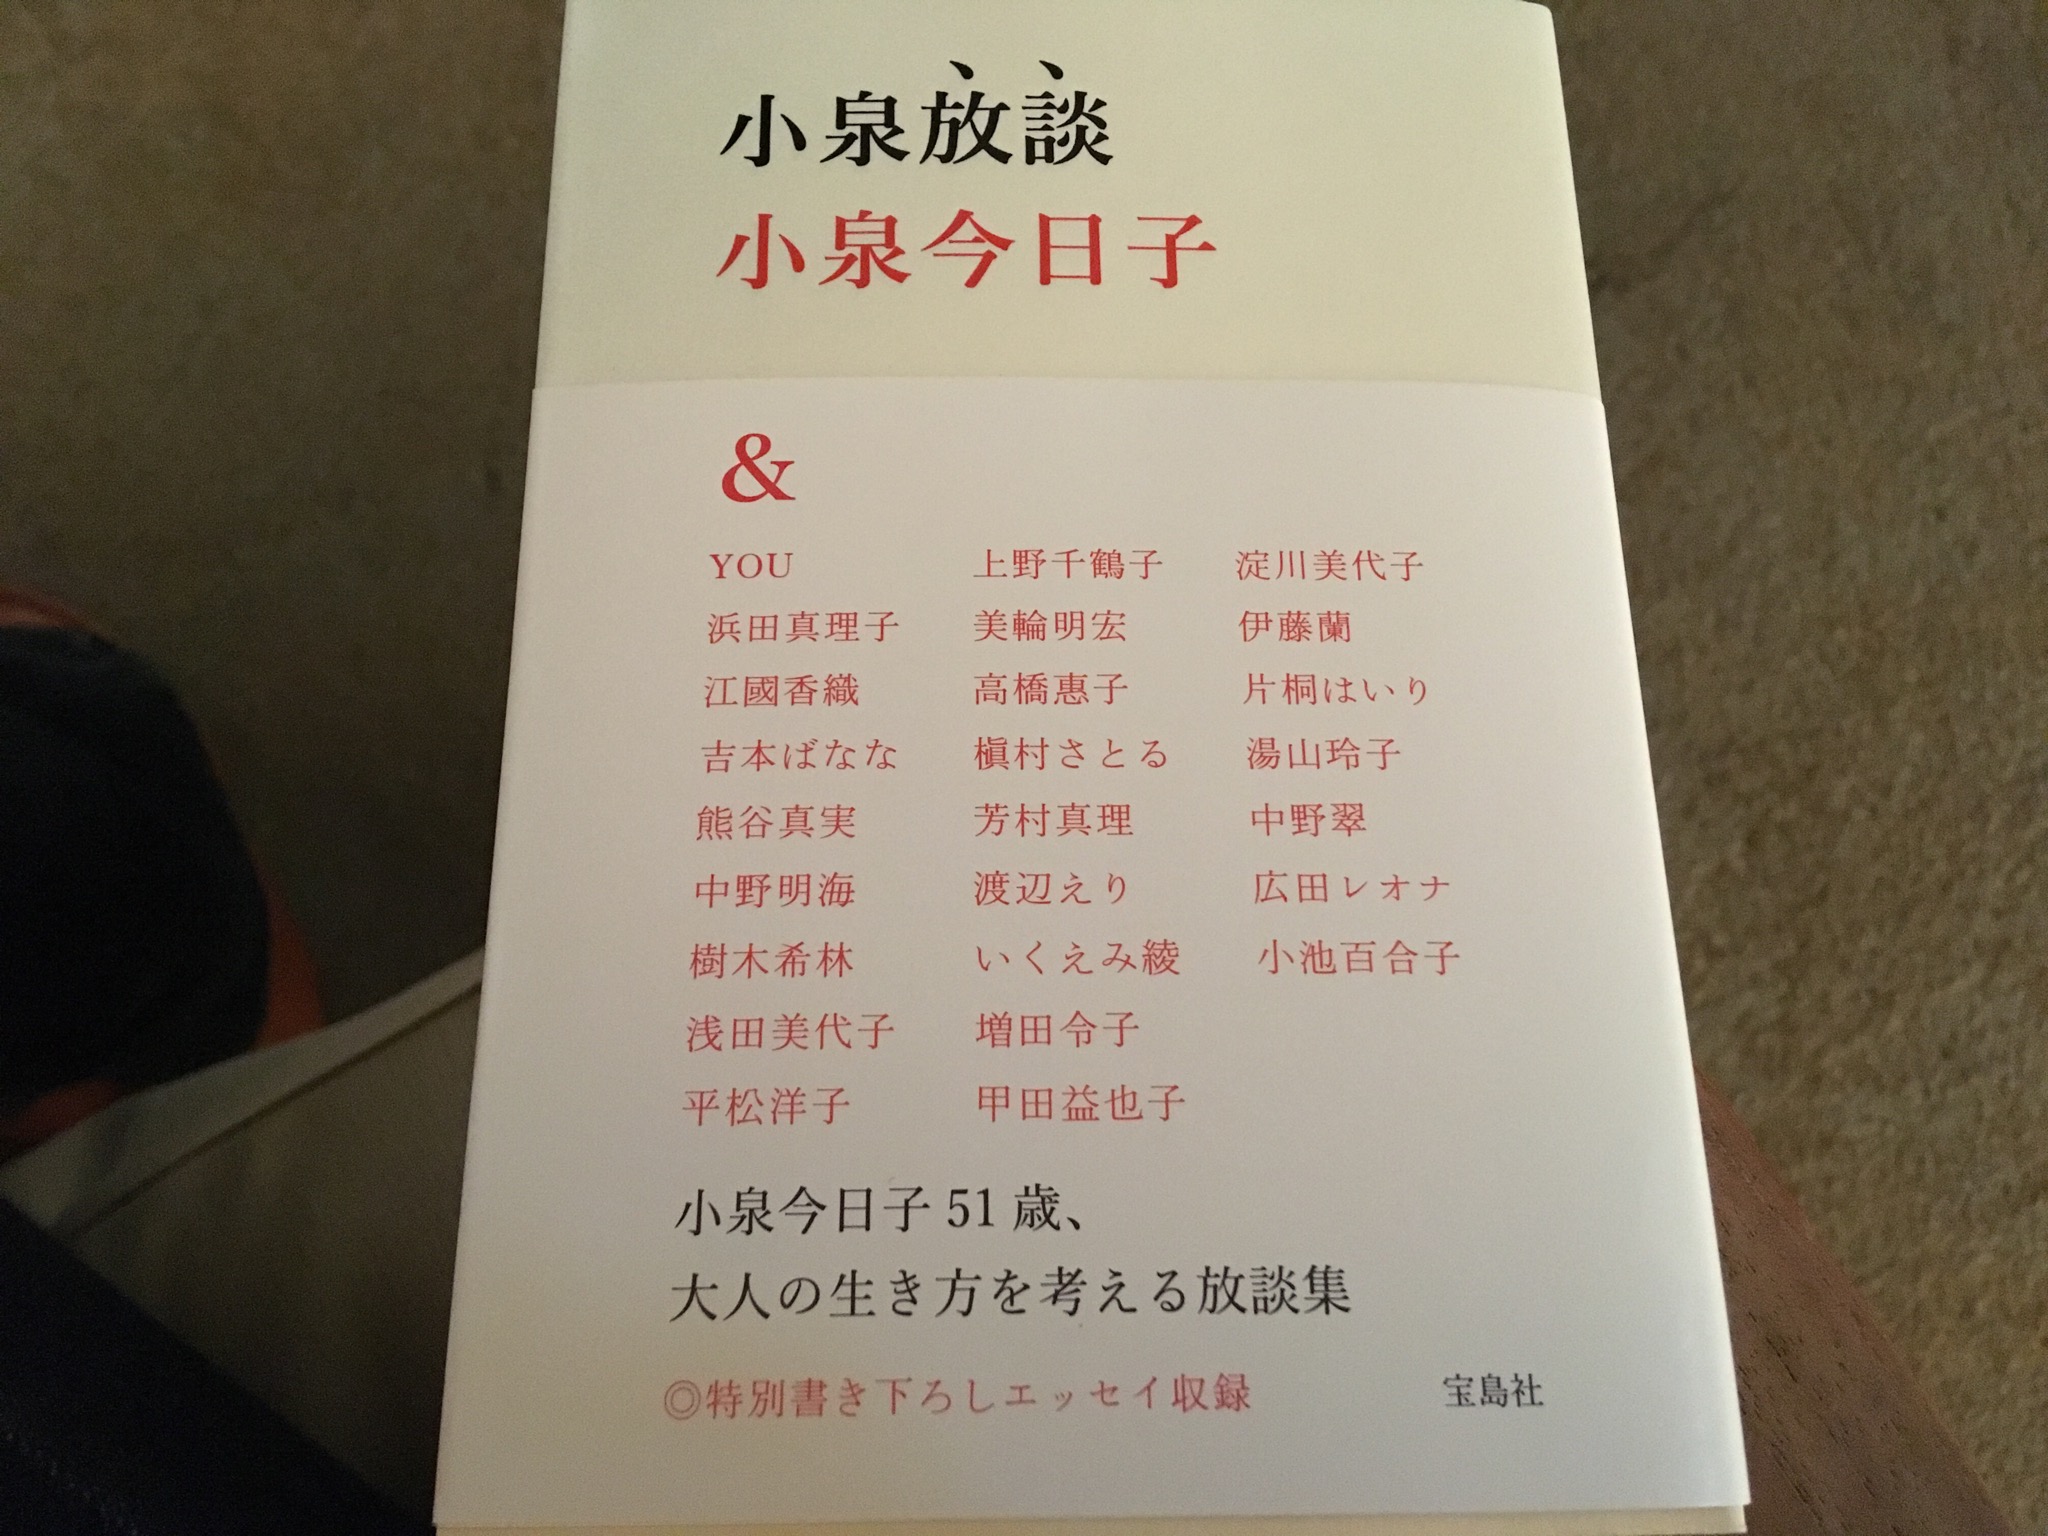 小泉放談
小泉今日子
&
YOU 上野千鶴子 淀川美代子
浜田真理子 美輪明宏 伊藤蘭
江國香織 高橋惠子 片桐はいり
吉本ばなな 槇村さとる 湯山玲子
熊谷真実 芳村真理 中野翠
中野明海 渡辺えり 広田レオナ
樹木希林 いくえみ綾 小池百合子
浅田美代子 増田令子
平松洋子 甲田益也子
小泉今日子 51 歳、
大人の生き方を考える放談集
◎特別書き下ろしエッセイ収録 宝島社